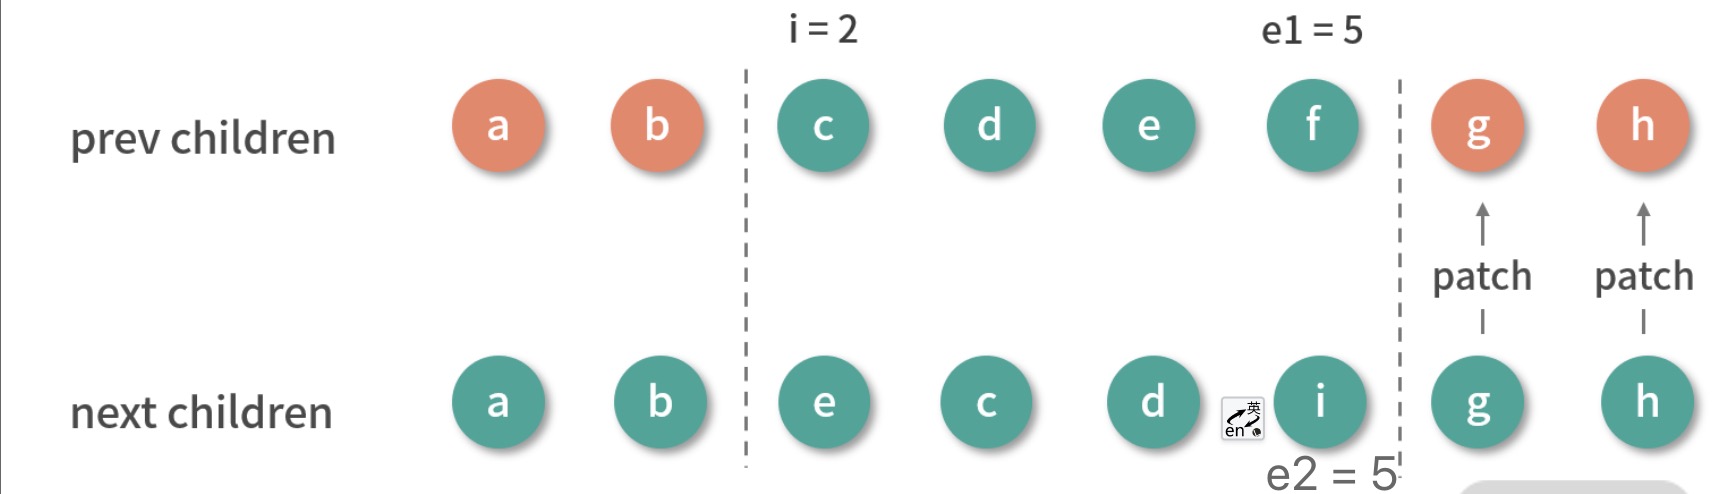 i = 2 e1 = 5
prev children a b c d e f g h
patch patch
next children a b e c d 英 en i g h
e2 = 5